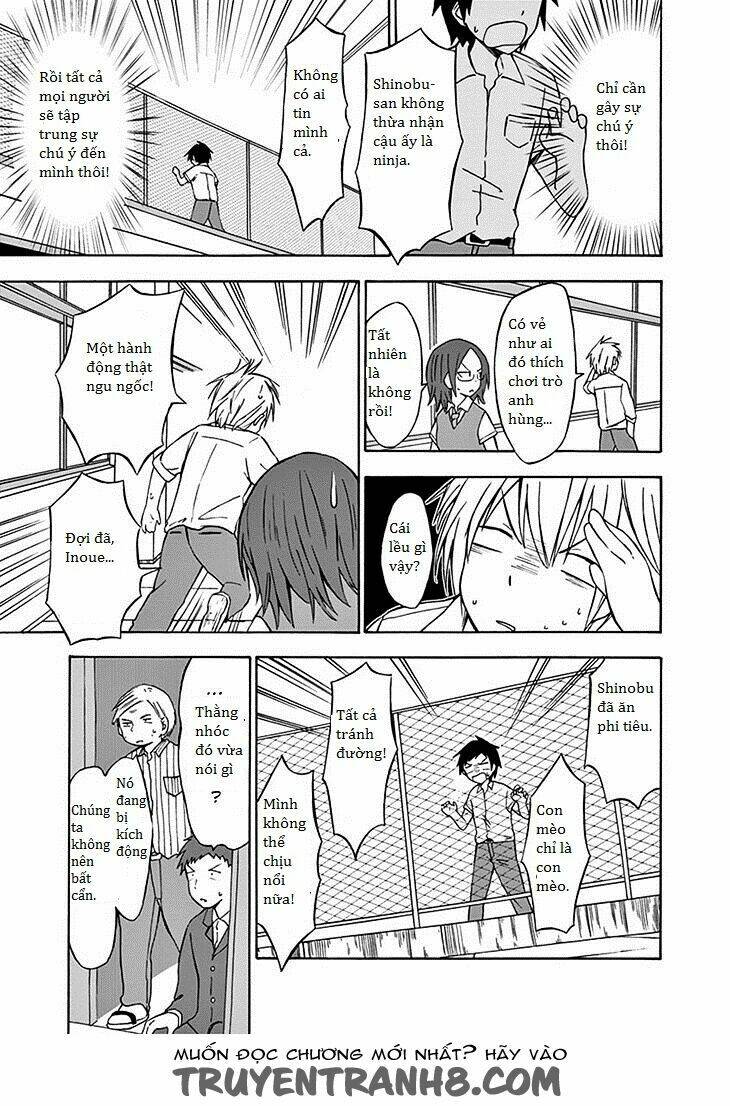 Chỉ cần
gây sự
chú ý
thôi!
Shinobu-
san không
thừa nhận
cậu ấy là
ninja.
Không
có ai
tin
mình
cả.
Rồi tất cả
mọi người
sẽ tập
trung sự
chú ý đến
mình thôi!
Có vẻ
như ai
đó thích
chơi trò
anh
hùng...
Tất
nhiên
là
không
rồi!
Cái
lều gì
vậy?
Một hành
động thật
ngu ngốc!
Đợi đã,
Inoue...
Shinobu
đã ăn
phi tiêu.
Con
mèo
chỉ là
con
mèo.
Tất cả
tránh
đường!
Mình
không
thể
chịu
nổi
nữa!
...
Thằng
nhóc
đó vừa
nói gì
?
Nó
đang
bị
kích
động
Chúng
ta
không
nên
bất
cẩn.
MUỐN ĐỌC CHƯƠNG MỚI NHẤT? HÃY VÀO
TRUYENTRANH8.COM